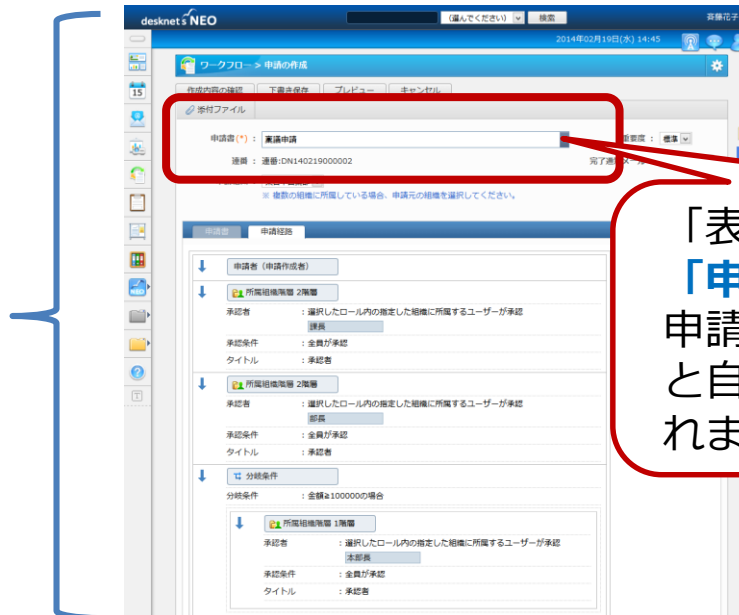 desknet's NEO
(選んでください)
検索
斉藤花子
2014年02月19日(水) 14:45
ワークフロー > 申請の作成
15
作成内容の確認 下書き保存 プレビュー キャンセル
添付ファイル
申請書(*) : 稟議申請
重要度 : 標準
連番 : 連番:DN140219000002
※ 複数の組織に所属している場合、申請元の組織を選択してください。
申請書 申請経路
申請者（申請作成者）
所属組織階層 2階層
承認者 : 選択したロール内の指定した組織に所属するユーザーが承認
課長
承認条件 : 全員が承認
タイトル : 承認者
所属組織階層 2階層
承認者 : 選択したロール内の指定した組織に所属するユーザーが承認
部長
承認条件 : 全員が承認
タイトル : 承認者
分岐条件
分岐条件 : 金額≧100000の場合
所属組織階層 1階層
承認者 : 選択したロール内の指定した組織に所属するユーザーが承認
本部長
承認条件 : 全員が承認
タイトル : 承認者
「表
「申
申請
と自
れま